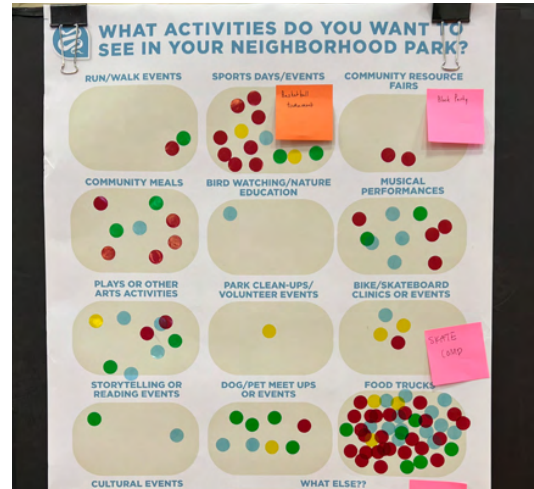 WHAT ACTIVITIES DO YOU WANT TO
SEE IN YOUR NEIGHBORHOOD PARK?
RUN/WALK EVENTS
SPORTS DAYS/EVENTS
COMMUNITY RESOURCE
FAIRS
Basketball
tournament
Block Party
COMMUNITY MEALS
BIRD WATCHING/NATURE
EDUCATION
MUSICAL
PERFORMANCES
PLAYS OR OTHER
ARTS ACTIVITIES
PARK CLEAN-UPS/
VOLUNTEER EVENTS
BIKE/SKATEBOARD
CLINICS OR EVENTS
SKATE
COMP
STORYTELLING OR
READING EVENTS
DOG/PET MEET UPS
OR EVENTS
FOOD TRUCKS
CULTURAL EVENTS
WHAT ELSE??